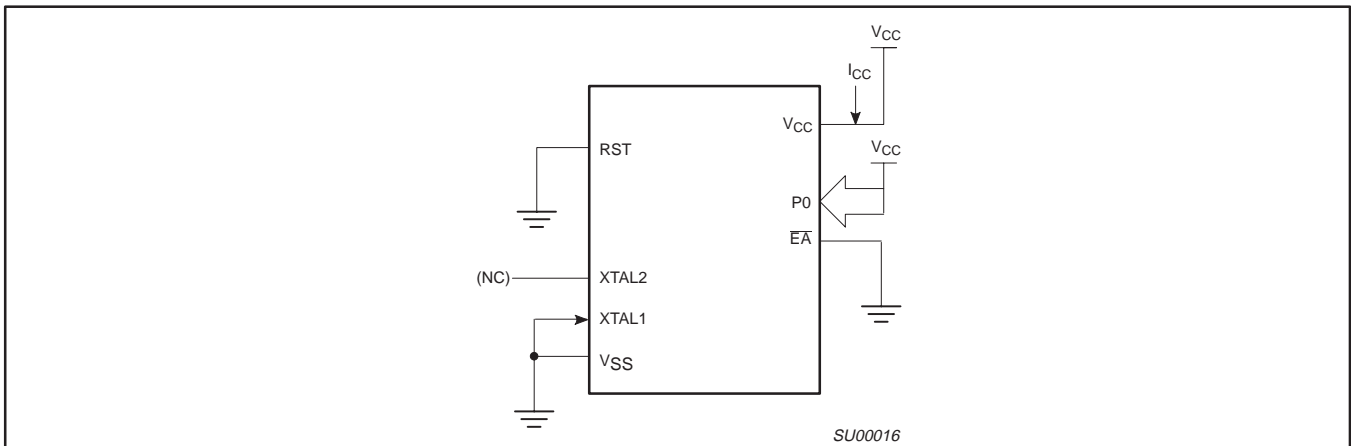 VCC
ICC
VCC
RST
VCC
P0
EA
(NC)
XTAL2
XTAL1
VSS
SU00016